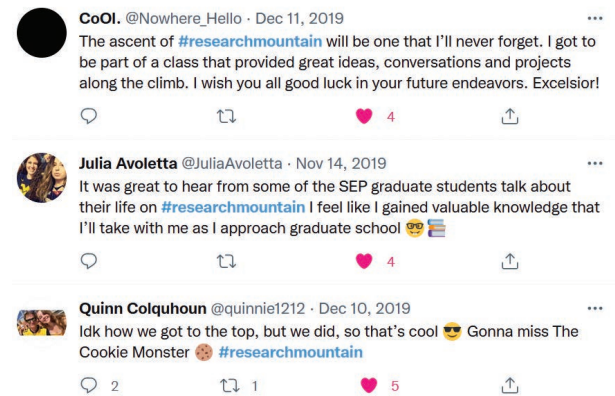 CoOl. @Nowhere_Hello · Dec 11, 2019
The ascent of #researchmountain will be one that I'll never forget. I got to
be part of a class that provided great ideas, conversations and projects
along the climb. I wish you all good luck in your future endeavors. Excelsior!
4
Julia Avoletta @JuliaAvoletta · Nov 14, 2019
It was great to hear from some of the SEP graduate students talk about
their life on #researchmountain I feel like I gained valuable knowledge that
I'll take with me as I approach graduate school 🤓📚
4
Quinn Colquhoun @quinnie1212 · Dec 10, 2019
Idk how we got to the top, but we did, so that's cool 😎 Gonna miss The
Cookie Monster 🍪 #researchmountain
2 1 5